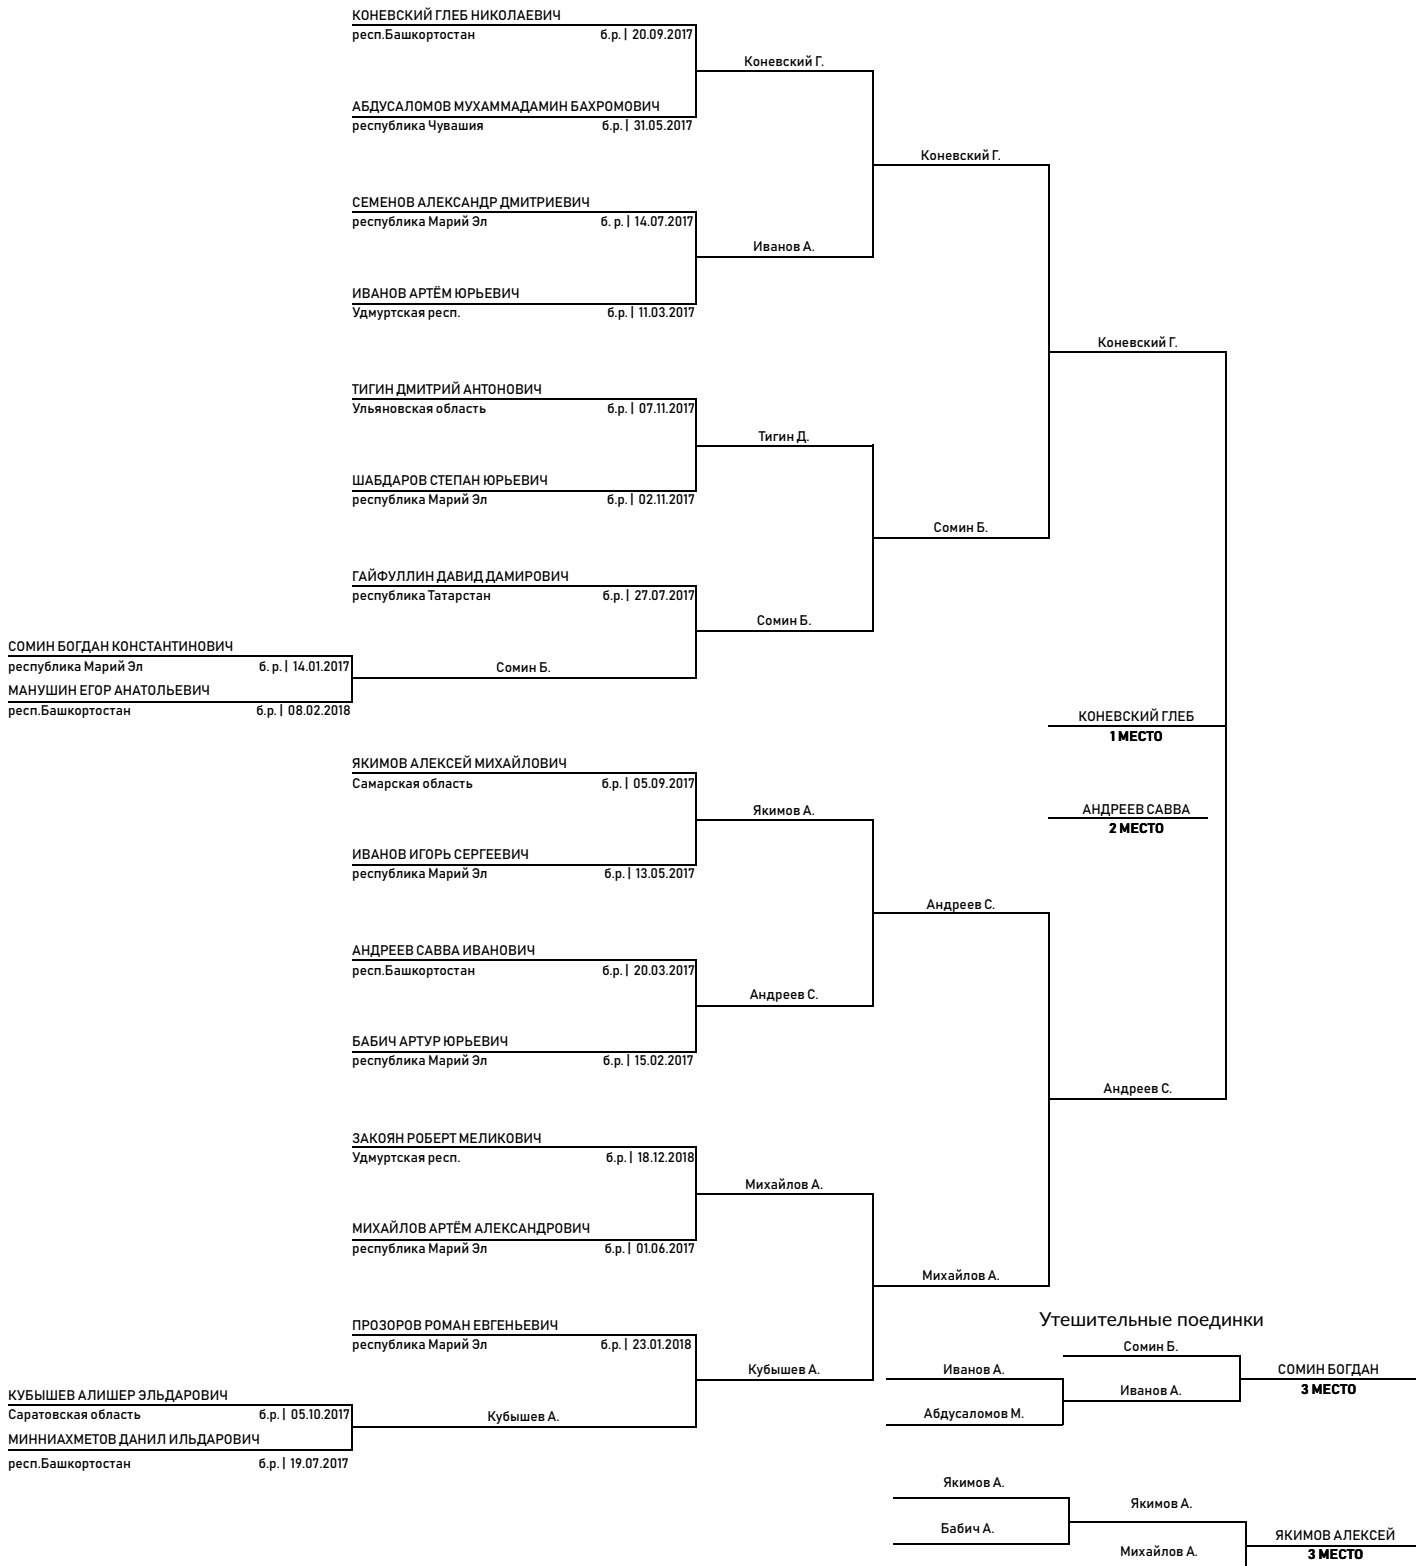 КОНЕВСКИЙ ГЛЕБ НИКОЛАЕВИЧ
респ.Башкортостан б.р. | 20.09.2017
Коневский Г.
АБДУСАЛОМОВ МУХАММАДАМИН БАХРОМОВИЧ
республика Чувашия б.р. | 31.05.2017
Коневский Г.
СЕМЕНОВ АЛЕКСАНДР ДМИТРИЕВИЧ
республика Марий Эл б. р. | 14.07.2017
Иванов А.
ИВАНОВ АРТЁМ ЮРЬЕВИЧ
Удмуртская респ. б.р. | 11.03.2017
Коневский Г.
ТИГИН ДМИТРИЙ АНТОНОВИЧ
Ульяновская область б.р. | 07.11.2017
Тигин Д.
ШАБДАРОВ СТЕПАН ЮРЬЕВИЧ
республика Марий Эл б.р. | 02.11.2017
Сомин Б.
ГАЙФУЛЛИН ДАВИД ДАМИРОВИЧ
республика Татарстан б.р. | 27.07.2017
Сомин Б.
СОМИН БОГДАН КОНСТАНТИНОВИЧ
республика Марий Эл б. р. | 14.01.2017
Сомин Б.
МАНУШИН ЕГОР АНАТОЛЬЕВИЧ
респ.Башкортостан б.р. | 08.02.2018
КОНЕВСКИЙ ГЛЕБ
1 МЕСТО
ЯКИМОВ АЛЕКСЕЙ МИХАЙЛОВИЧ
Самарская область б.р. | 05.09.2017
Якимов А.
АНДРЕЕВ САВВА
2 МЕСТО
ИВАНОВ ИГОРЬ СЕРГЕЕВИЧ
республика Марий Эл б.р. | 13.05.2017
Андреев С.
АНДРЕЕВ САВВА ИВАНОВИЧ
респ.Башкортостан б.р. | 20.03.2017
Андреев С.
БАБИЧ АРТУР ЮРЬЕВИЧ
республика Марий Эл б.р. | 15.02.2017
Андреев С.
ЗАКОЯН РОБЕРТ МЕЛИКОВИЧ
Удмуртская респ. б.р. | 18.12.2018
Михайлов А.
МИХАЙЛОВ АРТЁМ АЛЕКСАНДРОВИЧ
республика Марий Эл б.р. | 01.06.2017
Михайлов А.
ПРОЗОРОВ РОМАН ЕВГЕНЬЕВИЧ
республика Марий Эл б.р. | 23.01.2018
Кубышев А.
КУБЫШЕВ АЛИШЕР ЭЛЬДАРОВИЧ
Саратовская область б.р. | 05.10.2017
Кубышев А.
МИННИАХМЕТОВ ДАНИЛ ИЛЬДАРОВИЧ
респ.Башкортостан б.р. | 19.07.2017
Утешительные поединки
Сомин Б.
Иванов А.
СОМИН БОГДАН
3 МЕСТО
Иванов А.
Абдусаломов М.
Якимов А.
Якимов А.
Бабич А.
ЯКИМОВ АЛЕКСЕЙ
Михайлов А.
3 МЕСТО